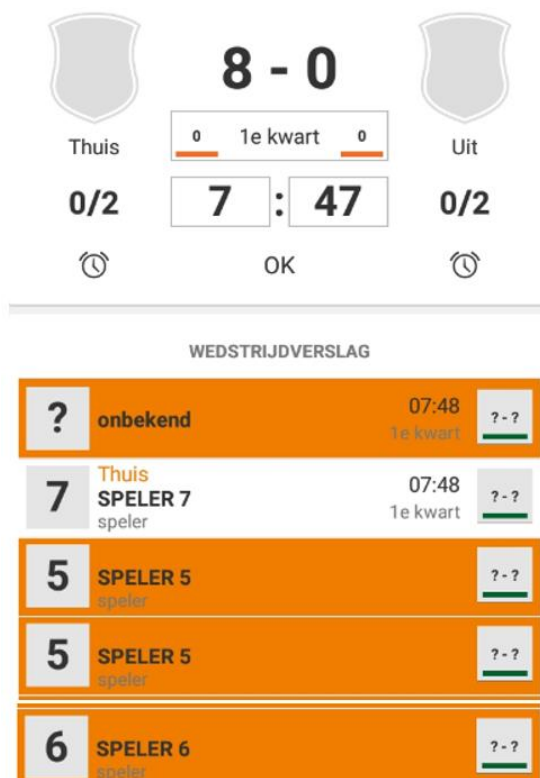 8 - 0
Thuis
0 1e kwart 0
Uit
0/2
7 : 47
0/2
OK
WEDSTRIJDVERSLAG
?
onbekend
07:48
1e kwart
? - ?
7
Thuis
SPELER 7
speler
07:48
1e kwart
? - ?
5
SPELER 5
speler
? - ?
5
SPELER 5
speler
? - ?
6
SPELER 6
speler
? - ?